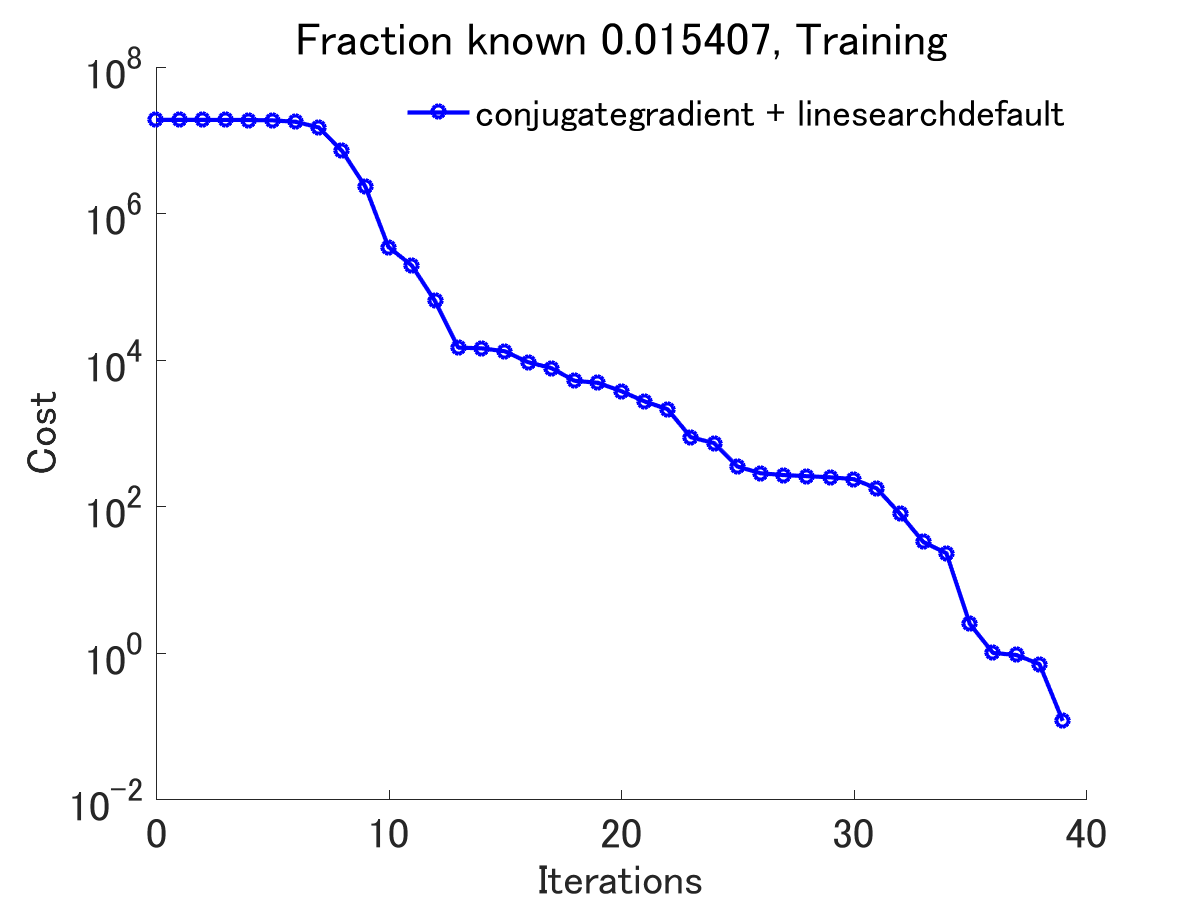 Fraction known 0.015407, Training
conjugategradient + linesearchdefault
10^8
10^6
10^4
10^2
10^0
10^-2
Cost
0 10 20 30 40
Iterations